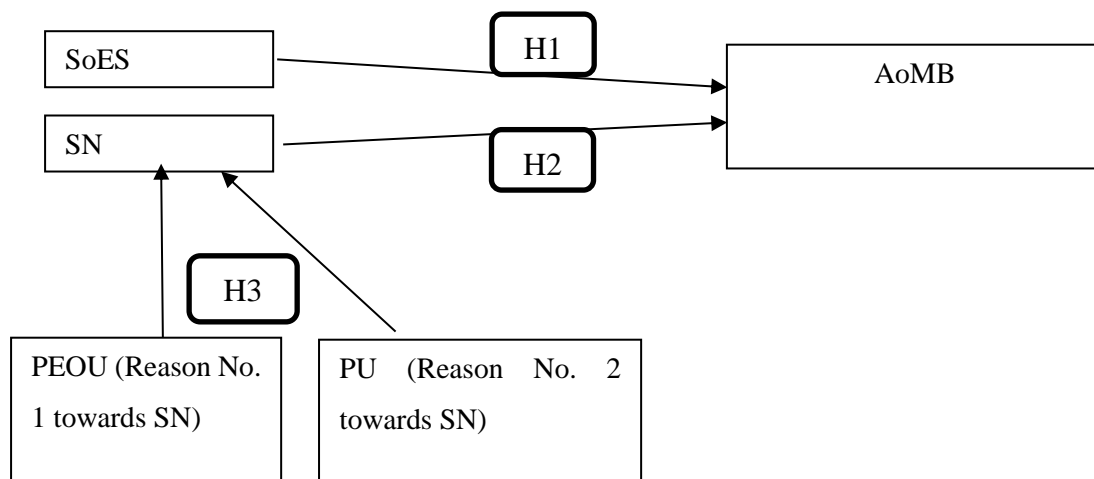 H1
SoES
AoMB
SN
H2
H3
PEOU (Reason No.
1 towards SN)
PU (Reason No. 2
towards SN)